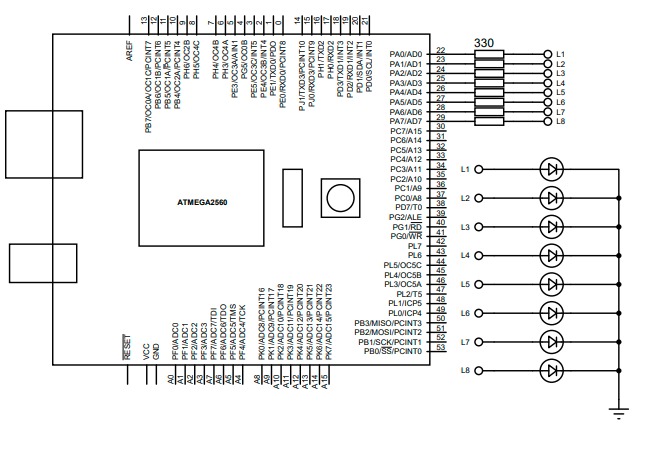 AREF
13 PB7/OC0A/OC1C/PCINT7
12 PB6/OC1B/PCINT6
11 PB5/OC1A/PCINT5
10 PB4/OC2A/PCINT4
9 PH6/OC2B
8 PH5/OC4C
7 PH4/OC4B
6 PH3/OC4A
5 PE3/OC3A/AIN1
4 PG5/OC0B
3 PE5/OC3C/INT5
2 PE4/OC3B/INT4
1 PE1/TXD0/PDO
0 PE0/RXD0/PCINT8
14 PJ1/TXD3/PCINT10
15 PJ0/RXD3/PCINT9
16 PH1/TXD2
17 PH0/RXD2
18 PD3/TXD1/INT3
19 PD2/RXD1/INT2
20 PD1/SDA/INT1
21 PD0/SCL/INT0
330
PA0/AD0 22 L1
PA1/AD1 23 L2
PA2/AD2 24 L3
PA3/AD3 25 L4
PA4/AD4 26 L5
PA5/AD5 27 L6
PA6/AD6 28 L7
PA7/AD7 29 L8
PC7/A15 30
PC6/A14 31
PC5/A13 32
PC4/A12 33
PC3/A11 34
PC2/A10 35
PC1/A9 36
PC0/A8 37
PD7/T0 38
PG2/ALE 39
PG1/RD 40
PG0/WR 41
PL7 42
PL6 43
PL5/OC5C 44
PL4/OC5B 45
PL3/OC5A 46
PL2/T5 47
PL1/ICP5 48
PL0/ICP4 49
PB3/MISO/PCINT3 50
PB2/MOSI/PCINT2 51
PB1/SCK/PCINT1 52
PB0/SS/PCINT0 53
L1
L2
L3
L4
L5
L6
L7
L8
ATMEGA2560
RESET
VCC
GND
PF0/ADC0 A0
PF1/ADC1 A1
PF2/ADC2 A2
PF3/ADC3 A3
PF7/ADC7/TDI A7
PF6/ADC6/TDO A6
PF5/ADC5/TMS A5
PF4/ADC4/TCK A4
PK0/ADC8/PCINT16 A8
PK1/ADC9/PCINT17 A9
PK2/ADC10/PCINT18 A10
PK3/ADC11/PCINT19 A11
PK4/ADC12/PCINT20 A12
PK5/ADC13/PCINT21 A13
PK6/ADC14/PCINT22 A14
PK7/ADC15/PCINT23 A15